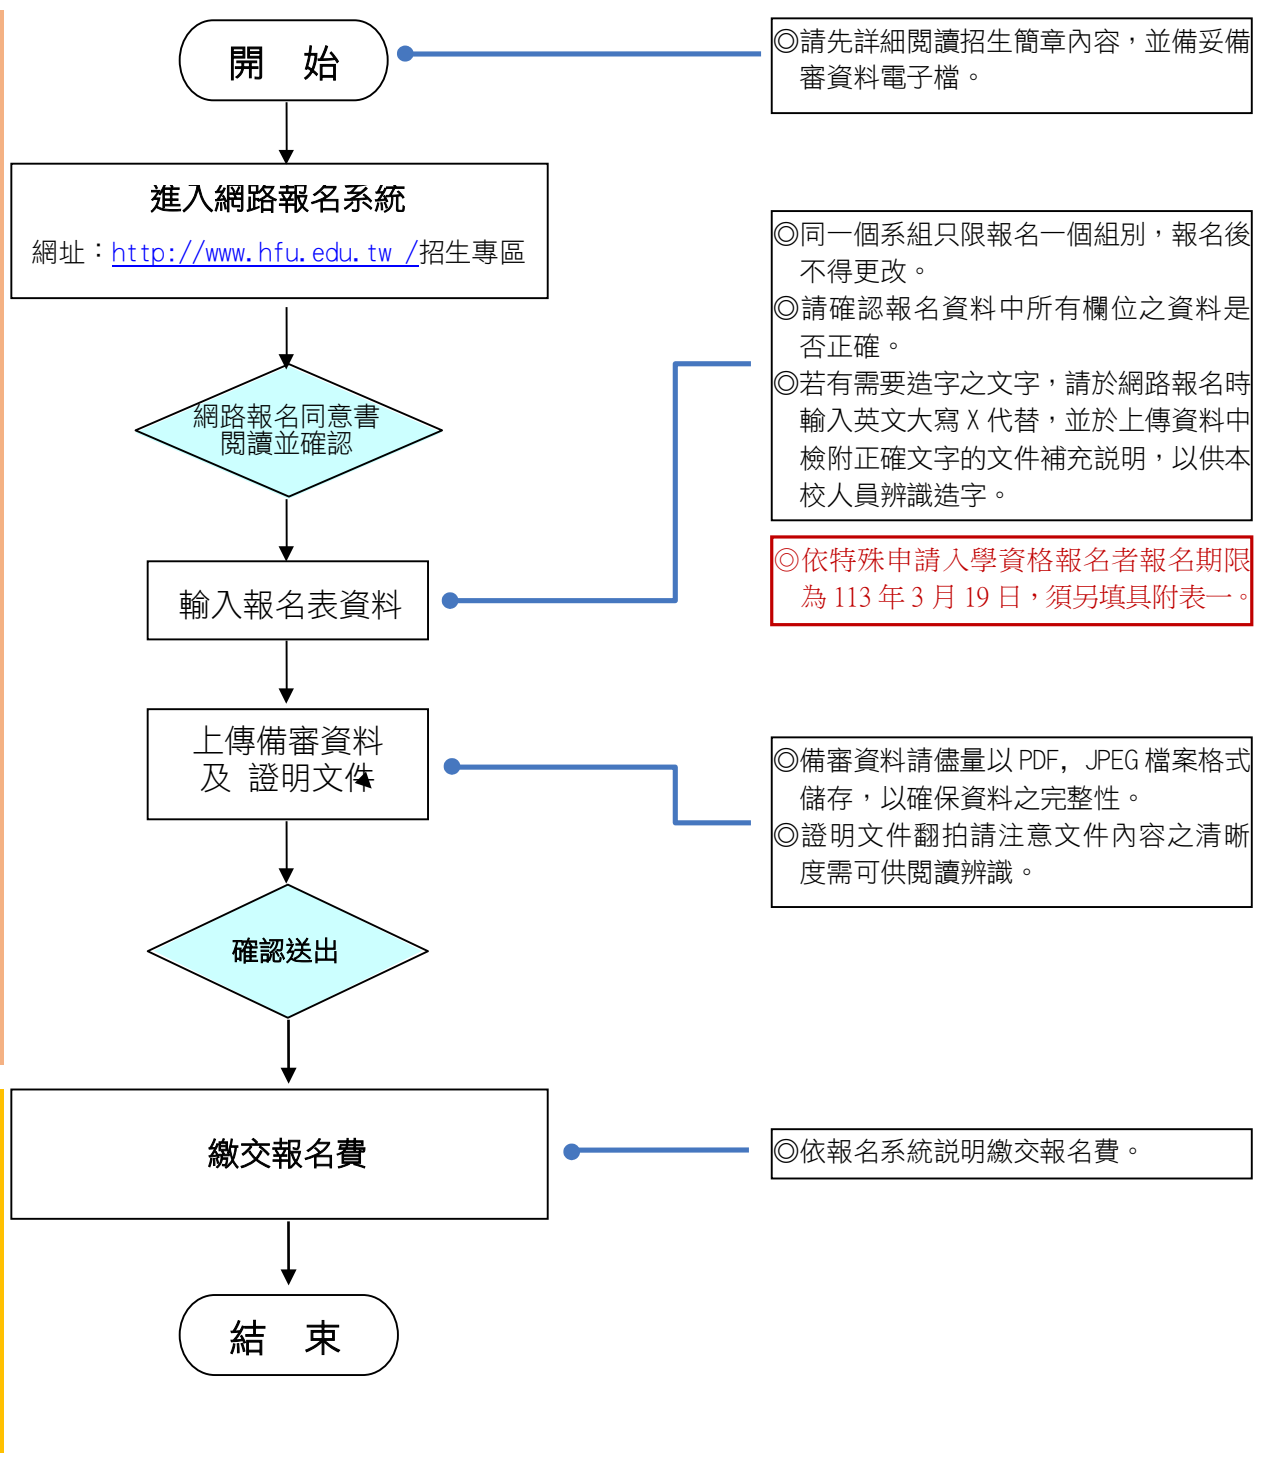 開　始
◎請先詳細閱讀招生簡章內容，並備妥備
審資料電子檔。
進入網路報名系統
網址：http://www.hfu.edu.tw /招生專區
◎同一個系組只限報名一個組別，報名後
不得更改。
◎請確認報名資料中所有欄位之資料是
否正確。
◎若有需要造字之文字，請於網路報名時
輸入英文大寫 X 代替，並於上傳資料中
檢附正確文字的文件補充說明，以供本
校人員辨識造字。
網路報名同意書
閱讀並確認
◎依特殊申請入學資格報名者報名期限
為 113 年 3 月 19 日，須另填具附表一。
輸入報名表資料
上傳備審資料
及 證明文件
◎備審資料請儘量以 PDF, JPEG 檔案格式
儲存，以確保資料之完整性。
◎證明文件翻拍請注意文件內容之清晰
度需可供閱讀辨識。
確認送出
繳交報名費
◎依報名系統說明繳交報名費。
結　束